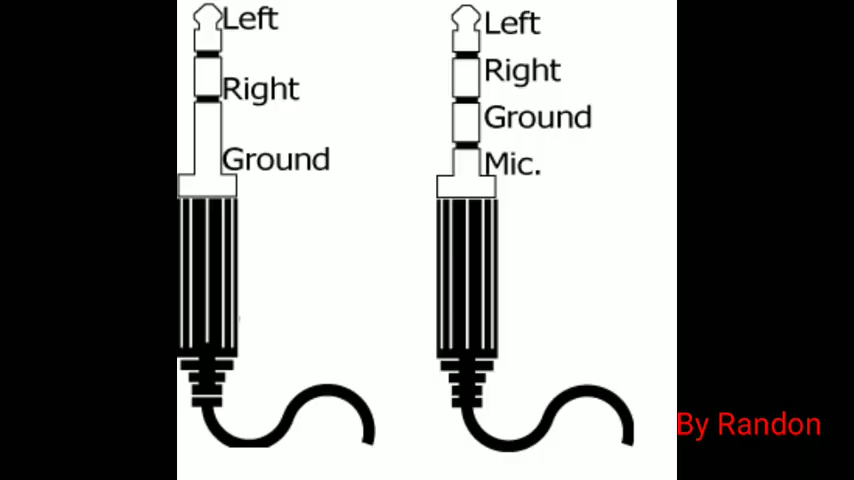 Left
Right
Ground
Left
Right
Ground
Mic.
By Randon